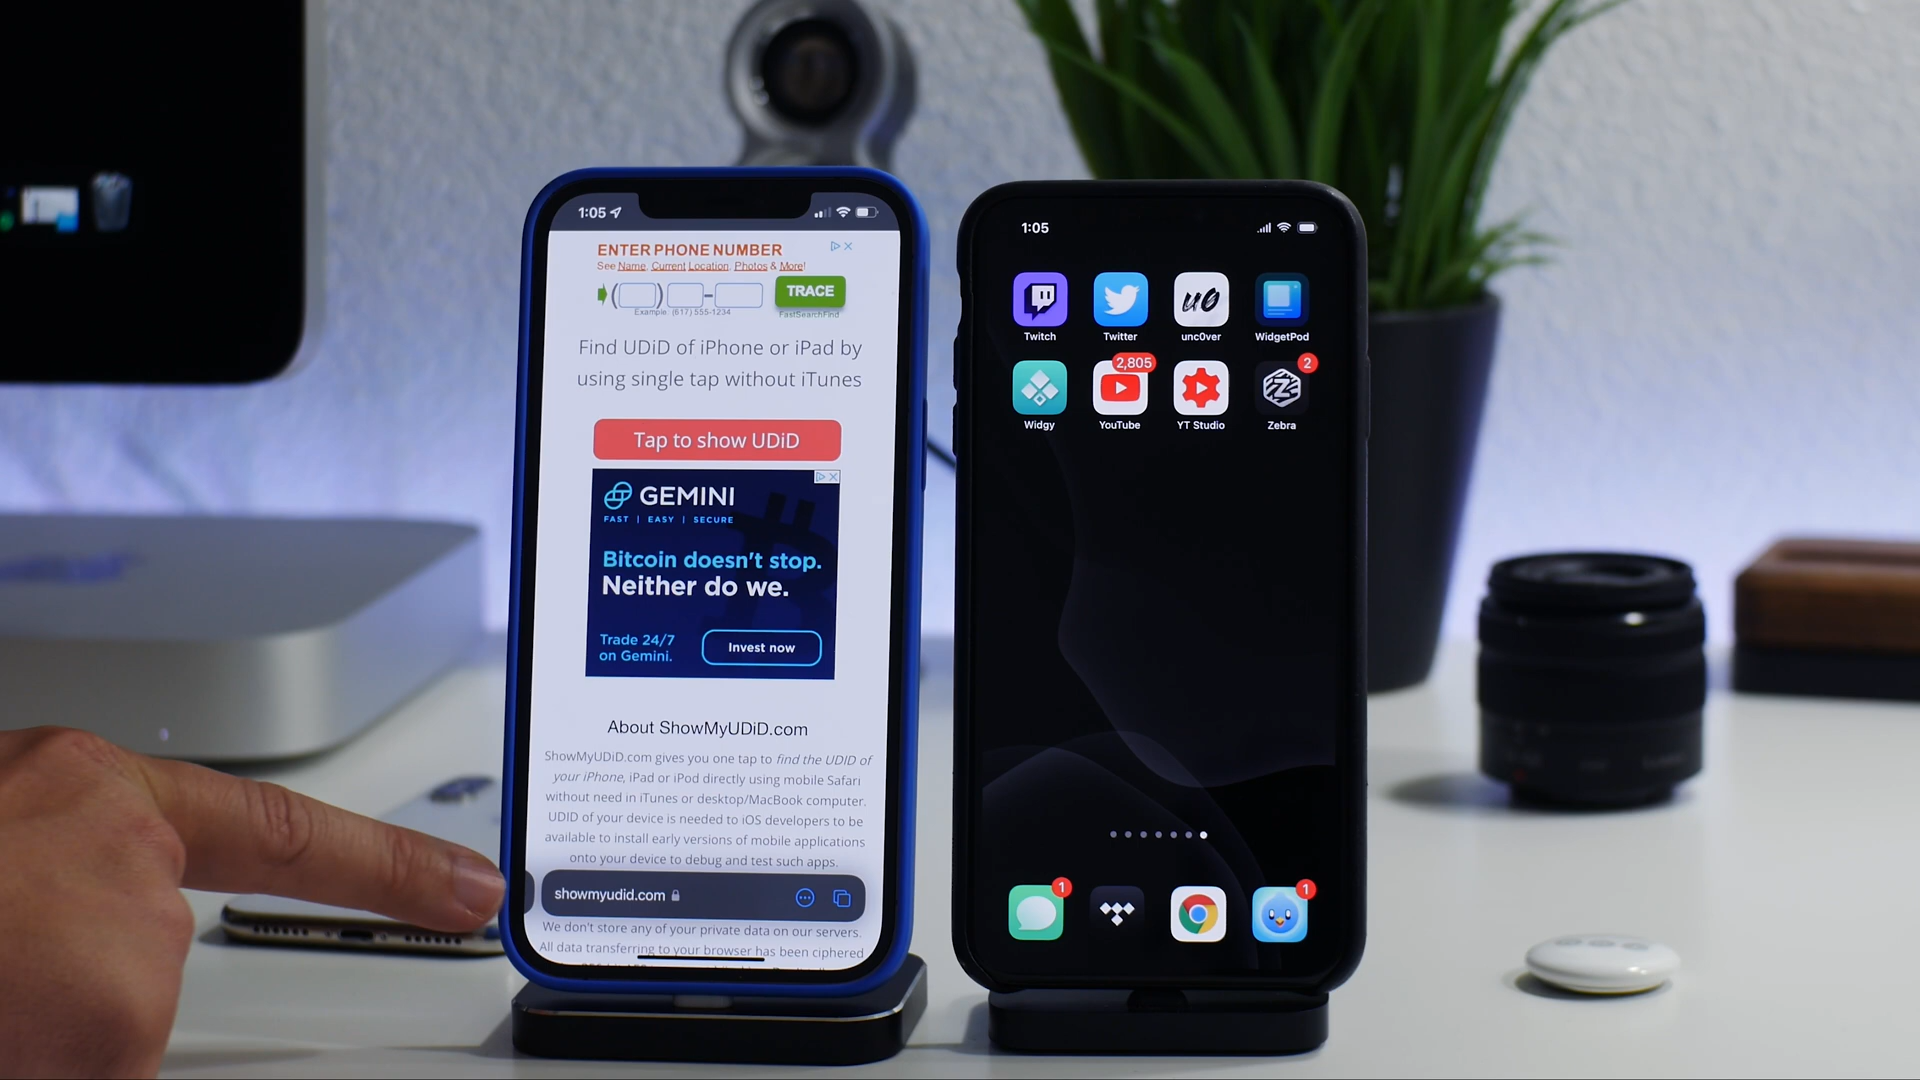 1:05
ENTER PHONE NUMBER
See Name, Current Location, Photos & More!
( ) -
TRACE
Example: (617) 555-1234
FastSearchFind
Find UDiD of iPhone or iPad by
using single tap without iTunes
Tap to show UDiD
GEMINI
FAST | EASY | SECURE
Bitcoin doesn't stop.
Neither do we.
Trade 24/7
on Gemini.
Invest now
About ShowMyUDiD.com
ShowMyUDiD.com gives you one tap to find the UDID of
your iPhone, iPad or iPod directly using mobile Safari
without need in iTunes or desktop/MacBook computer.
UDID of your device is needed to iOS developers to be
available to install early versions of mobile applications
onto your device to debug and test such apps.
showmyudid.com
We don't store any of your private data on our servers.
All data transferring to your browser has been ciphered
1:05
Twitch
Twitter
u0
unc0ver
WidgetPod
Widgy
2,805
YouTube
YT Studio
2
Zebra
1
1